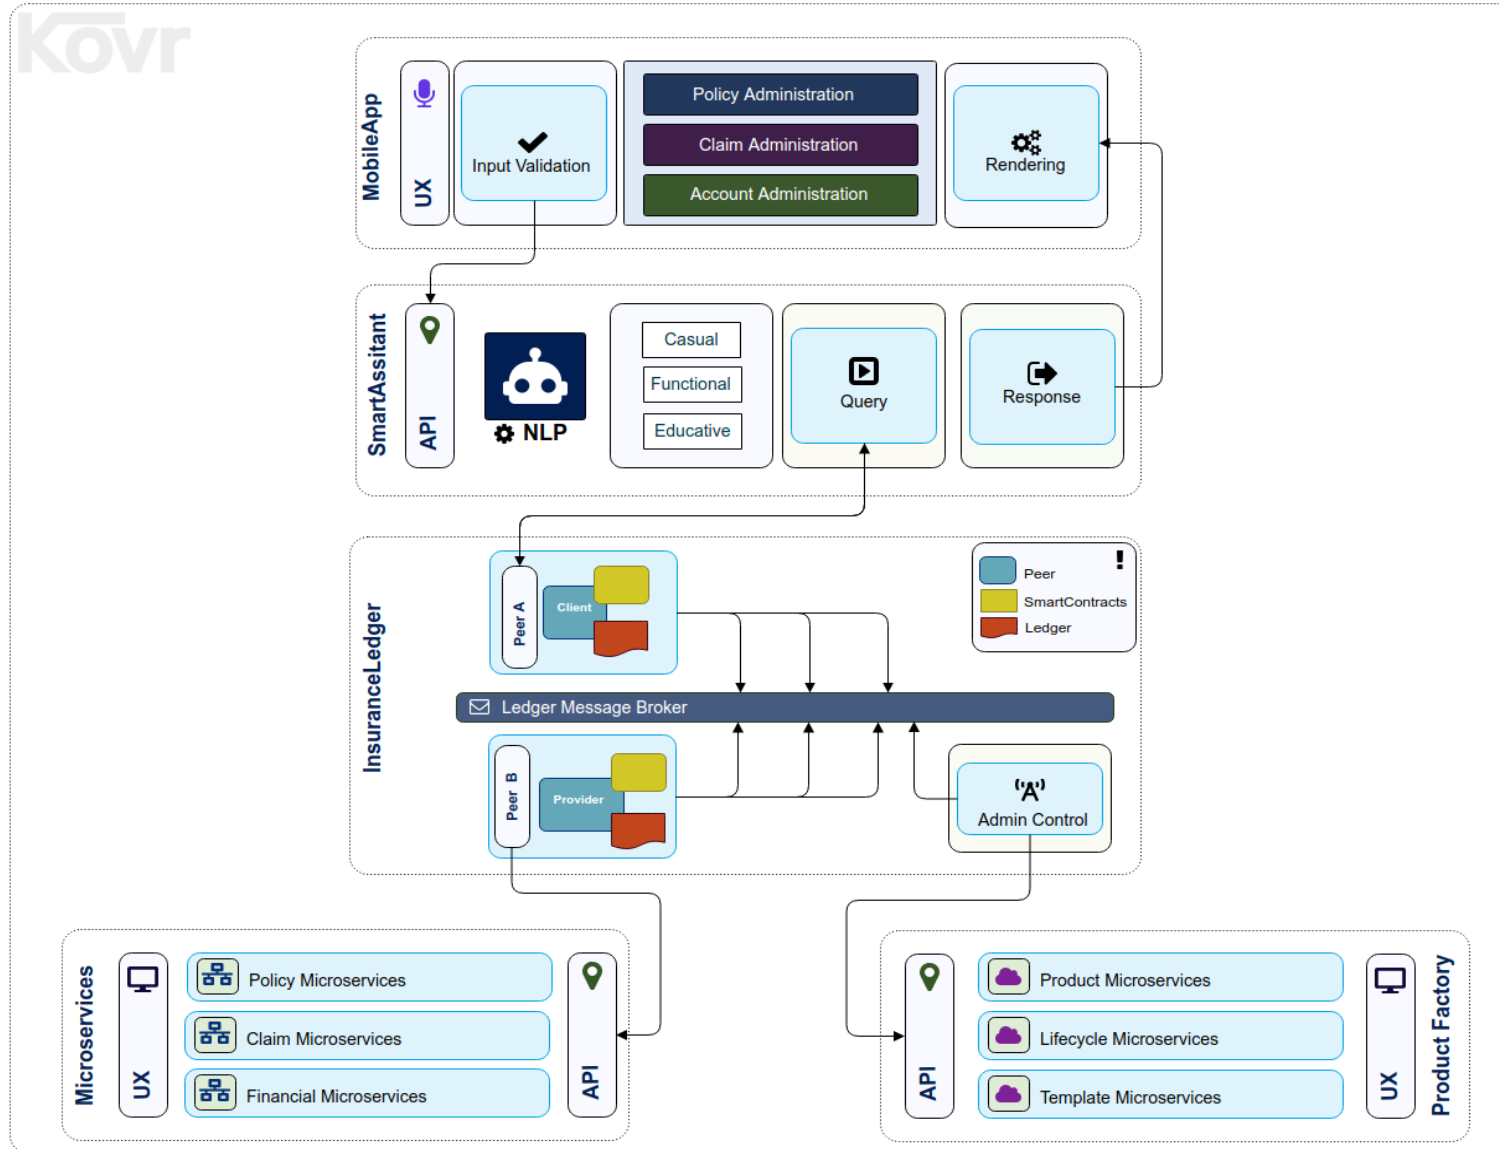 Kovr
MobileApp
UX
Input Validation
Policy Administration
Claim Administration
Account Administration
Rendering
SmartAssitant
API
NLP
Casual
Functional
Educative
Query
Response
InsuranceLedger
Peer A
Client
Peer
SmartContracts
Ledger
!
Ledger Message Broker
Peer B
Provider
Admin Control
Microservices
UX
Policy Microservices
Claim Microservices
Financial Microservices
API
API
Product Microservices
Lifecycle Microservices
Template Microservices
UX
Product Factory